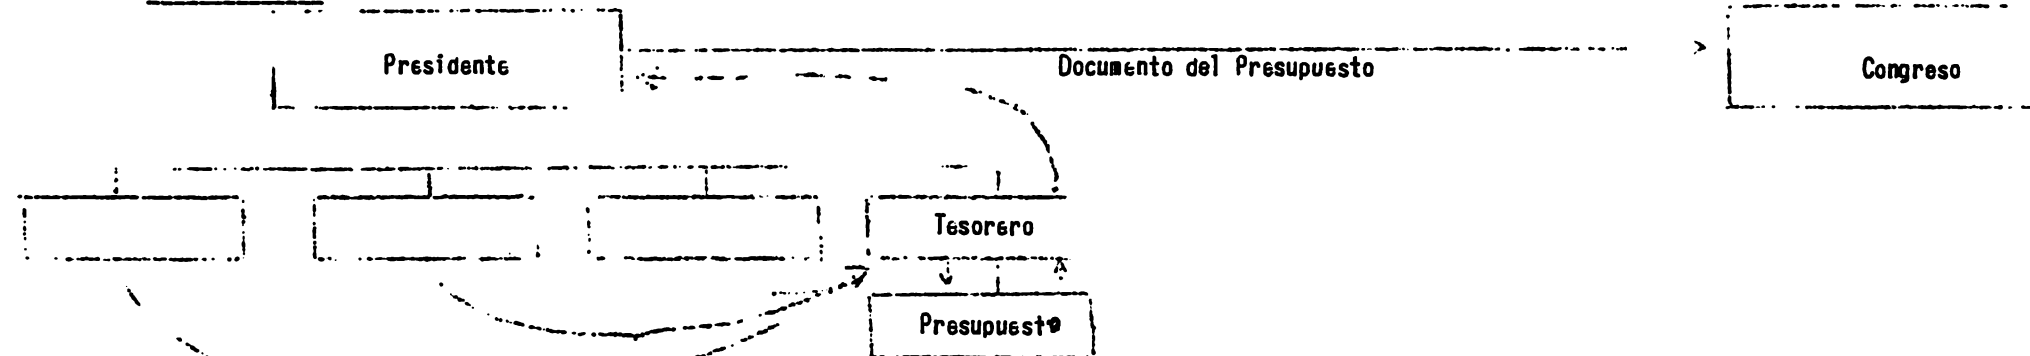 Presidente
Documento del Presupuesto
Congreso
Tesorero
Presupuesto